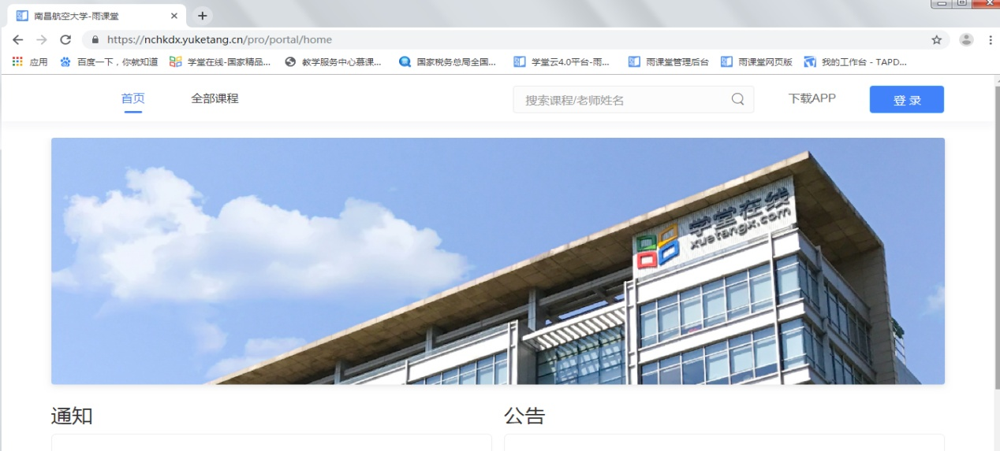 南昌航空大学-雨课堂
https://nchkdx.yuketang.cn/pro/portal/home
应用 百度一下，你就知道 学堂在线-国家精品... 教学服务中心慕课... 国家税务总局全国... 学堂云4.0平台-雨... 雨课堂管理后台 雨课堂网页版 我的工作台 - TAPD...
首页 全部课程 搜索课程/老师姓名 下载APP 登 录
学堂在线
xuetangx.com
通知 公告